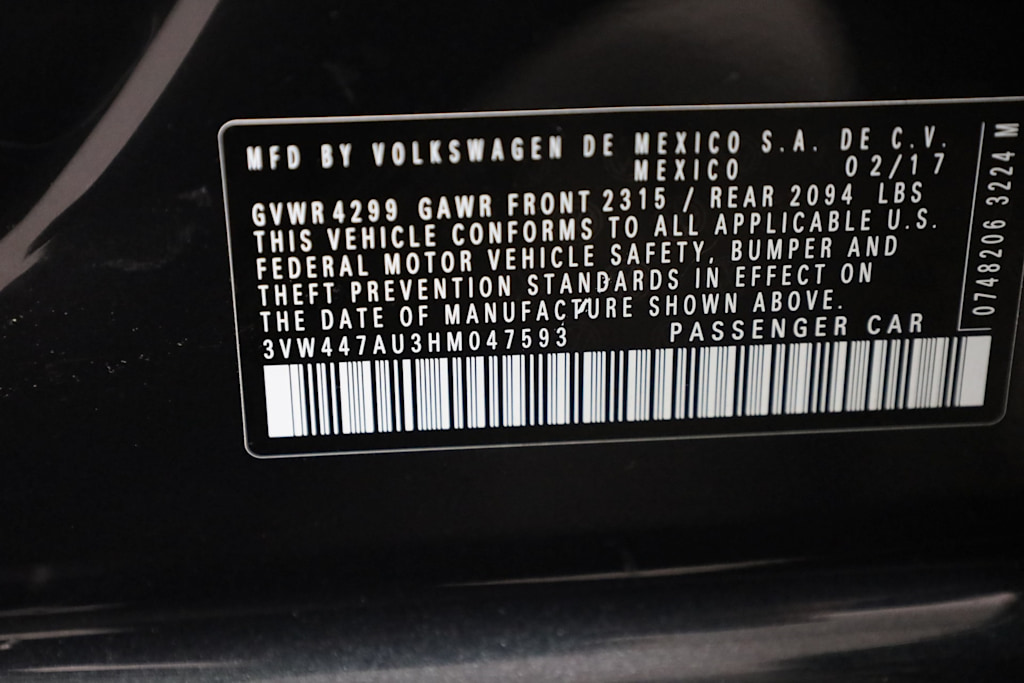 MFD BY VOLKSWAGEN DE MEXICO S.A. DE C.V.
MEXICO 02/17
GVWR 4299 GAWR FRONT 2315 / REAR 2094 LBS
THIS VEHICLE CONFORMS TO ALL APPLICABLE U.S.
FEDERAL MOTOR VEHICLE SAFETY, BUMPER AND
THEFT PREVENTION STANDARDS IN EFFECT ON
THE DATE OF MANUFACTURE SHOWN ABOVE.
3VW447AU3HM047593 PASSENGER CAR
0748206 3224 M